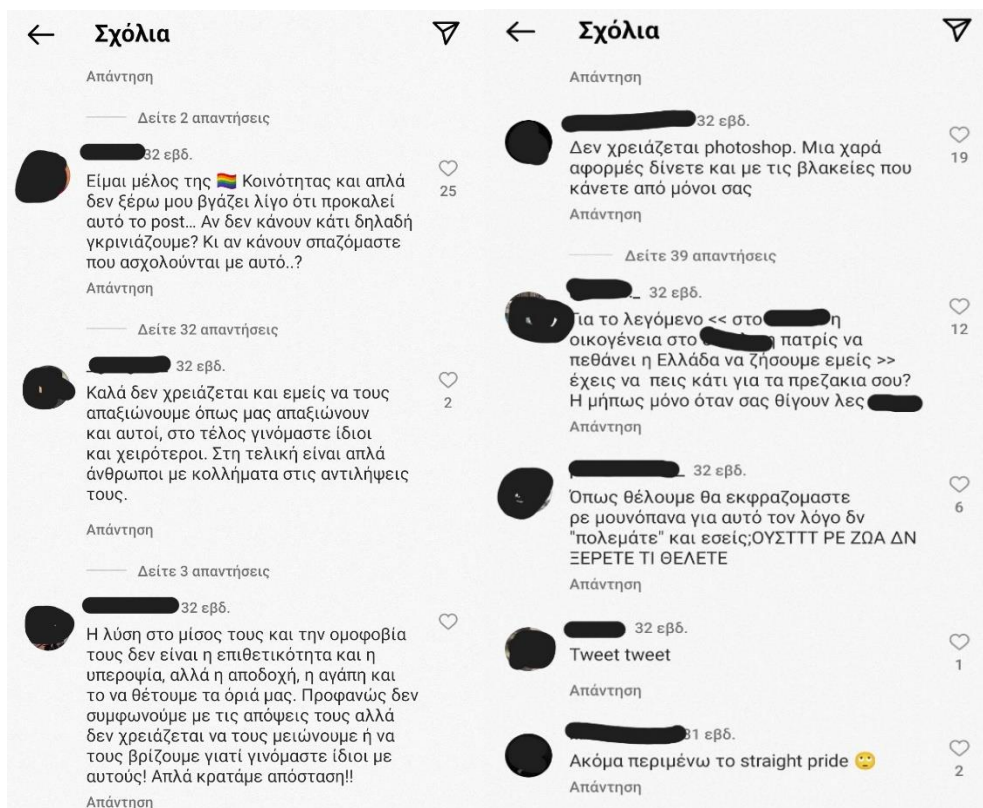 Σχόλια
Απάντηση
Δείτε 2 απαντήσεις
32 εβδ.
Είμαι μέλος της 🏳️‍🌈 Κοινότητας και απλά
δεν ξέρω μου βγάζει λίγο ότι προκαλεί
αυτό το post... Αν δεν κάνουν κάτι δηλαδή
γκρινιάζουμε? Κι αν κάνουν σπαζόμαστε
που ασχολούνται με αυτό..?
25
Απάντηση
Δείτε 32 απαντήσεις
32 εβδ.
Καλά δεν χρειάζεται και εμείς να τους
απαξιώνουμε όπως μας απαξιώνουν
και αυτοί, στο τέλος γινόμαστε ίδιοι
και χειρότεροι. Στη τελική είναι απλά
άνθρωποι με κολλήματα στις αντιλήψεις
τους.
2
Απάντηση
Δείτε 3 απαντήσεις
32 εβδ.
Η λύση στο μίσος τους και την ομοφοβία
τους δεν είναι η επιθετικότητα και η
υπεροψία, αλλά η αποδοχή, η αγάπη και
το να θέτουμε τα όριά μας. Προφανώς δεν
συμφωνούμε με τις απόψεις τους αλλά
δεν χρειάζεται να τους μειώνουμε ή να
τους βρίζουμε γιατί γινόμαστε ίδιοι με
αυτούς! Απλά κρατάμε απόσταση!!
Απάντηση
Σχόλια
Απάντηση
32 εβδ.
Δεν χρειάζεται photoshop. Μια χαρά
αφορμές δίνετε και με τις βλακείες που
κάνετε από μόνοι σας
19
Απάντηση
Δείτε 39 απαντήσεις
32 εβδ.
Για το λεγόμενο << στο η
οικογένεια στο πατρίς να
πεθάνει η Ελλάδα να ζήσουμε εμείς >>
έχεις να πεις κάτι για τα πρεζακια σου?
Η μήπως μόνο όταν σας θίγουν λες
12
Απάντηση
32 εβδ.
Όπως θέλουμε θα εκφραζομαστε
ρε μουνόπανα για αυτό τον λόγο δν
"πολεμάτε" και εσείς;ΟΥΣΤΤΤ ΡΕ ΖΩΑ ΔΝ
ΞΕΡΕΤΕ ΤΙ ΘΕΛΕΤΕ
6
Απάντηση
32 εβδ.
Tweet tweet
1
Απάντηση
31 εβδ.
Ακόμα περιμένω το straight pride 🙄
2
Απάντηση